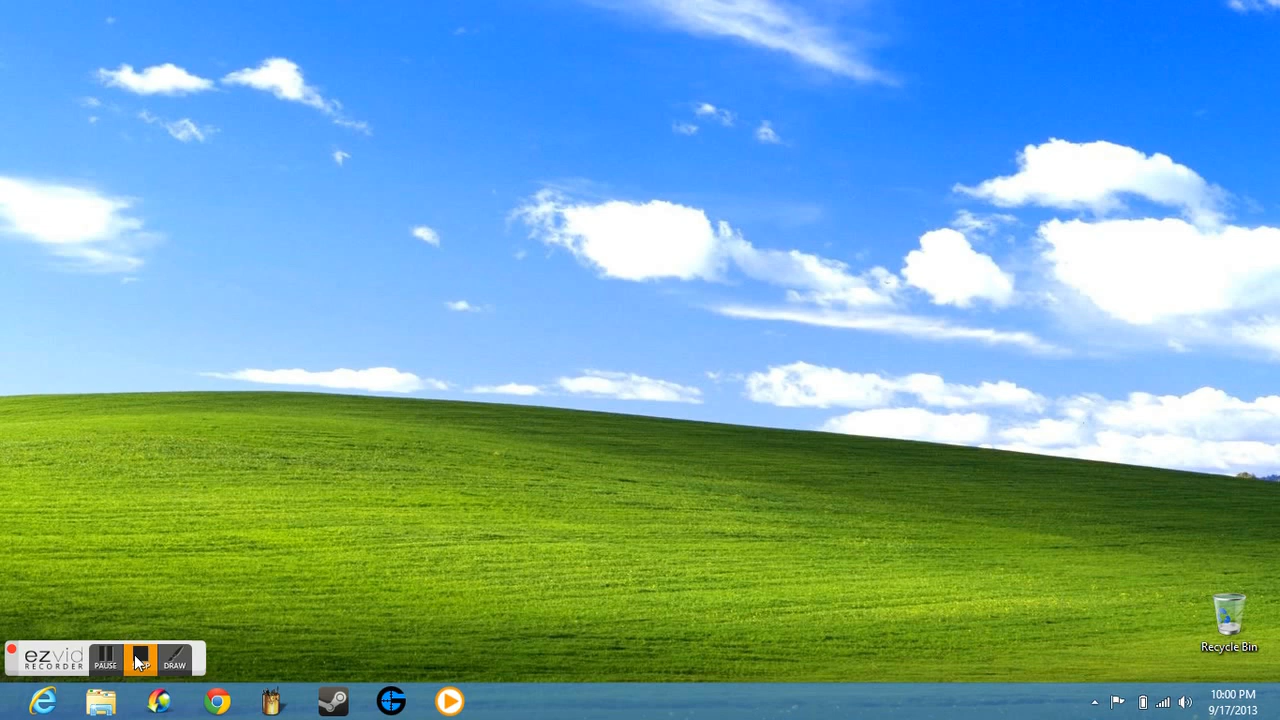 Recycle Bin
ezvid
RECORDER
PAUSE
DRAW
10:00 PM
9/17/2013